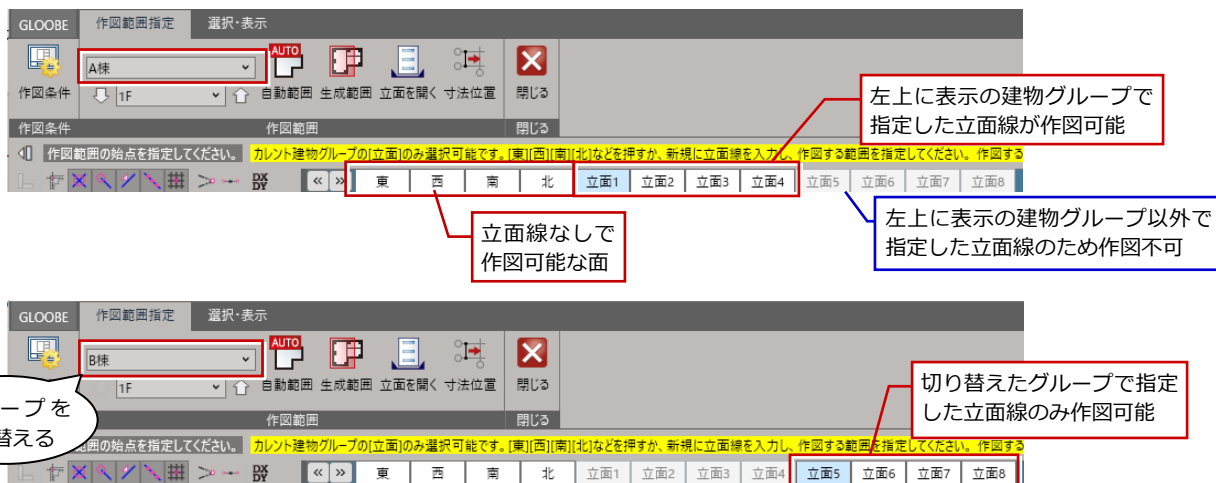 GLOOBE 作図範囲指定 選択・表示
A棟
AUTO
作図条件 1F 自動範囲 生成範囲 立面を開く 寸法位置 閉じる
作図条件 作図範囲 閉じる
左上に表示の建物グループで
指定した立面線が作図可能
作図範囲の始点を指定してください。 カレント建物グループの[立面]のみ選択可能です。[東][西][南][北]などを押すか、新規に立面線を入力し、作図する範囲を指定してください。作図する
DX
DY
« » 東 西 南 北 立面1 立面2 立面3 立面4 立面5 立面6 立面7 立面8
立面線なしで
作図可能な面
左上に表示の建物グループ以外で
指定した立面線のため作図不可
GLOOBE 作図範囲指定 選択・表示
B棟
AUTO
1F 自動範囲 生成範囲 立面を開く 寸法位置 閉じる
作図範囲 閉じる
ープを
替える
切り替えたグループで指定
した立面線のみ作図可能
囲の始点を指定してください。 カレント建物グループの[立面]のみ選択可能です。[東][西][南][北]などを押すか、新規に立面線を入力し、作図する範囲を指定してください。作図する
DX
DY
« » 東 西 南 北 立面1 立面2 立面3 立面4 立面5 立面6 立面7 立面8